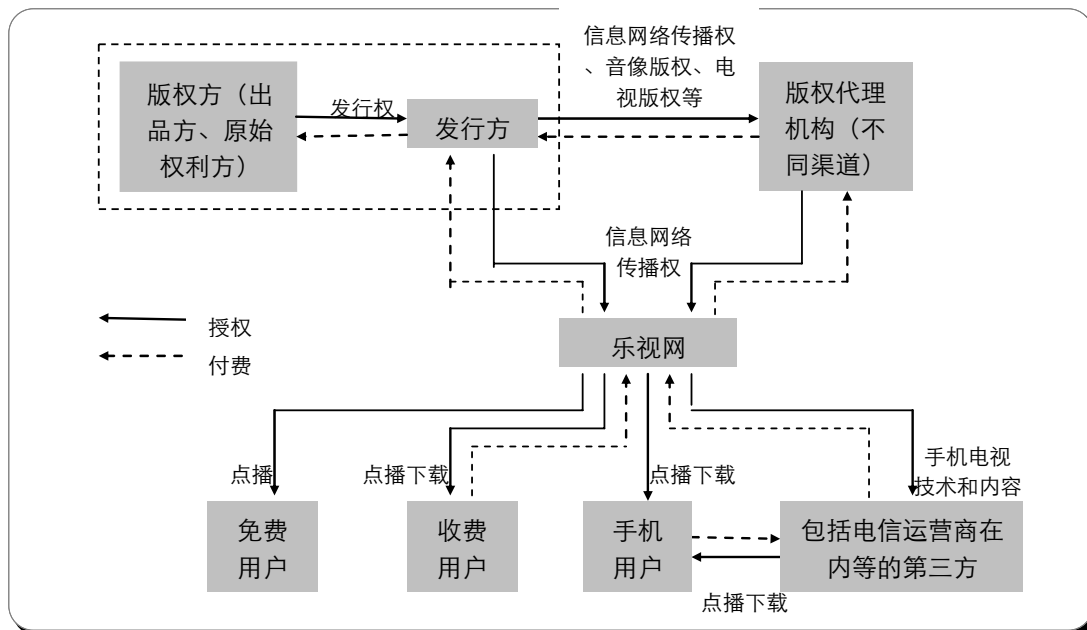 信息网络传播权
、音像版权、电
视版权等
版权方（出
品方、原始
权利方）
发行权
发行方
版权代理
机构（不
同渠道）
信息网络
传播权
授权
付费
乐视网
点播
点播下载
点播下载
手机电视
技术和内容
免费
用户
收费
用户
手机
用户
包括电信运营商在
内等的第三方
点播下载